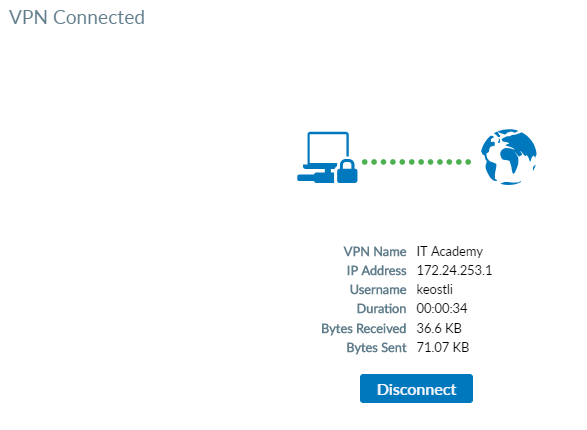 VPN Connected
VPN Name IT Academy
IP Address 172.24.253.1
Username keostli
Duration 00:00:34
Bytes Received 36.6 KB
Bytes Sent 71.07 KB
Disconnect